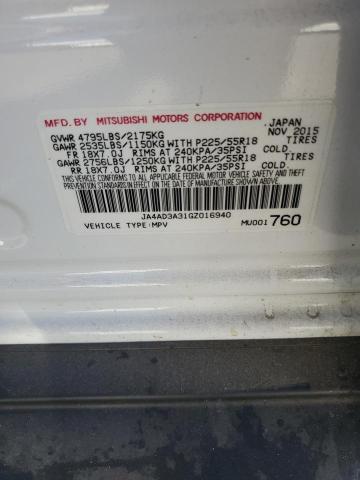 MFD.BY MITSUBISHI MOTORS CORPORATION JAPAN
GVWR 4795LBS/2175KG NOV 2015
GAWR 2535LBS/1150KG WITH P225/55R18 TIRES
FR 18X7.0J RIMS AT 240KPA/35PSI COLD.
GAWR 2756LBS/1250KG WITH P225/55R18 TIRES
RR 18X7.0J RIMS AT 240KPA/35PSI COLD.
THIS VEHICLE CONFORMS TO ALL APPLICABLE FEDERAL
MOTOR VEHICLE SAFETY AND THEFT PREVENTION STANDARDS
IN EFFECT ON THE DATE OF MANUFACTURE SHOWN ABOVE.
JA4AD3A31GZ016940
VEHICLE TYPE:MPV MU001 760